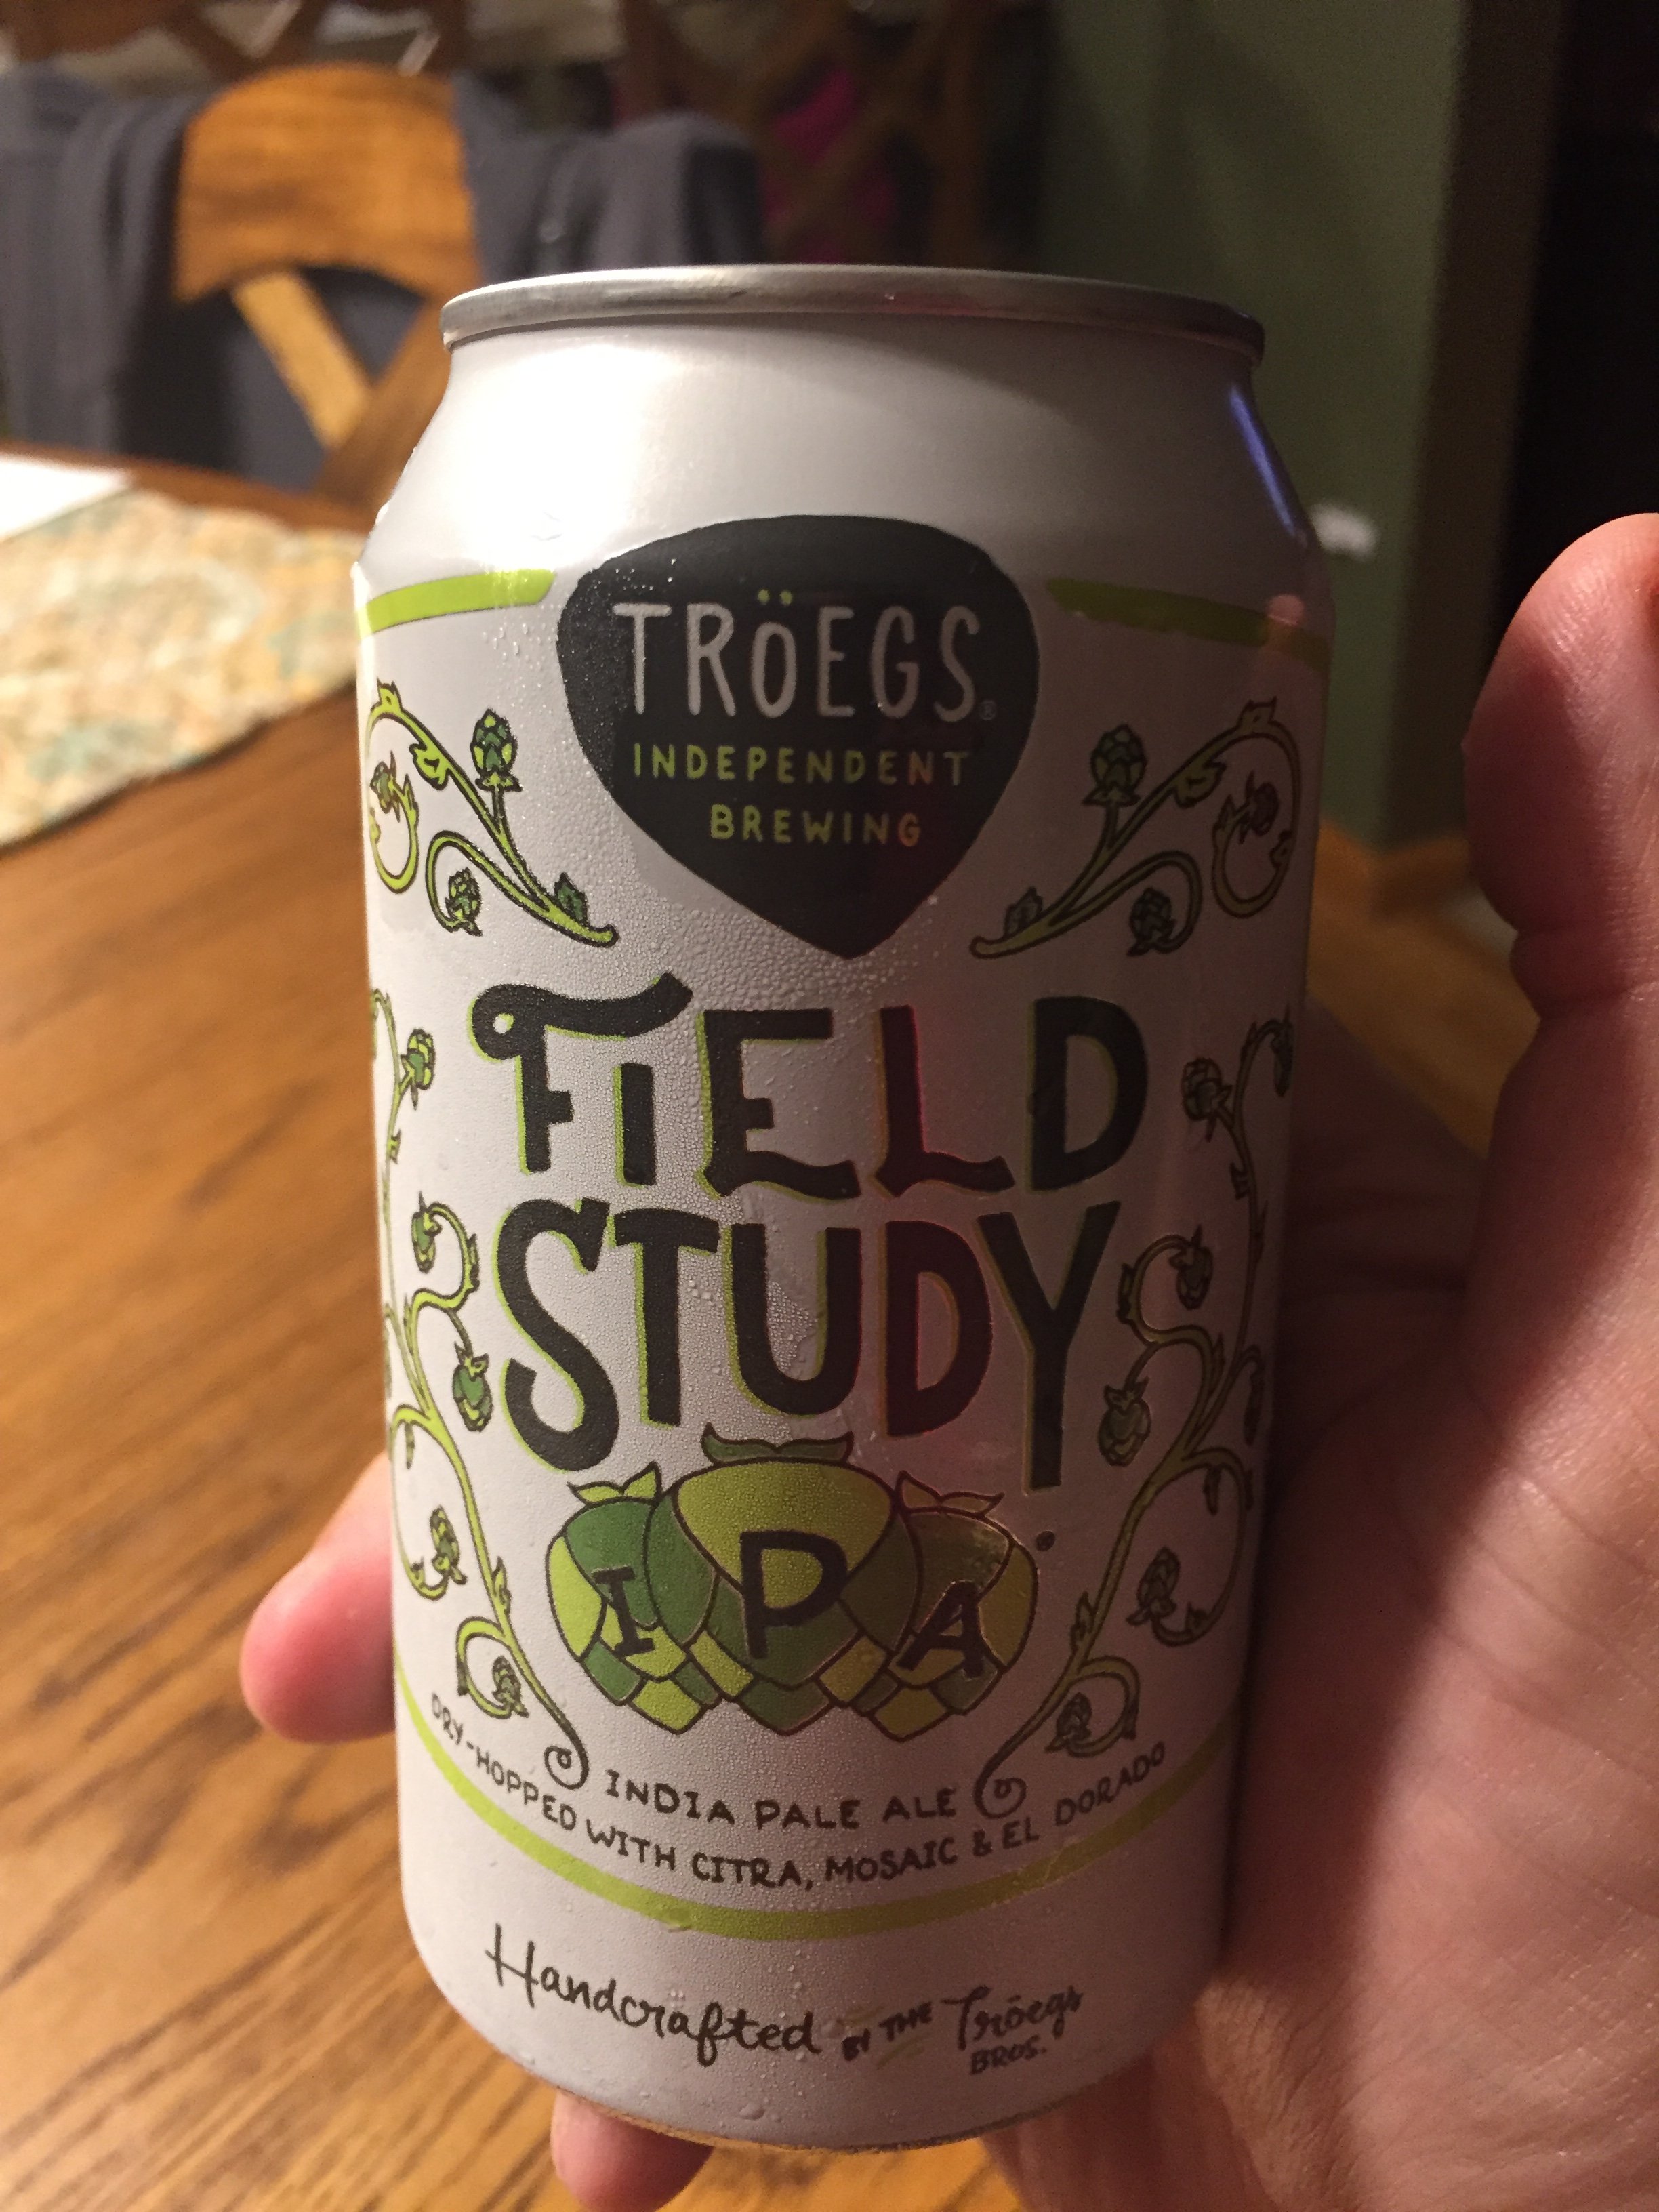 TRÖEGS®
INDEPENDENT
BREWING
FIELD
STUDY
IPA
INDIA PALE ALE
DRY-HOPPED WITH CITRA, MOSAIC & EL DORADO
Handcrafted BY THE Tröegs
BROS.